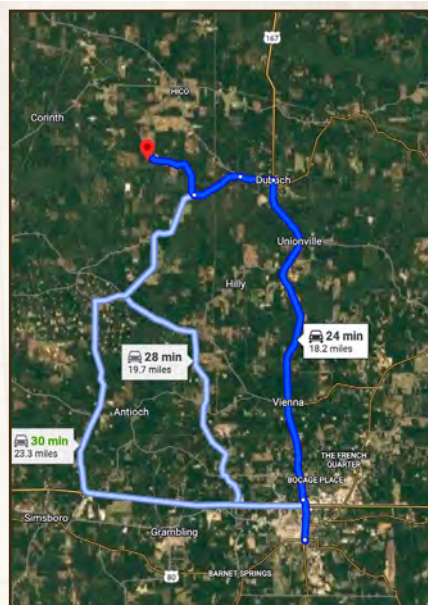 167
HICO
Corinth
Dubach
Unionville
Hilly
24 min
18.2 miles
28 min
19.7 miles
Vienna
Antioch
30 min
23.3 miles
THE FRENCH
QUARTER
BOCAGE PLACE
Simsboro
Grambling
80
BARNET SPRINGS